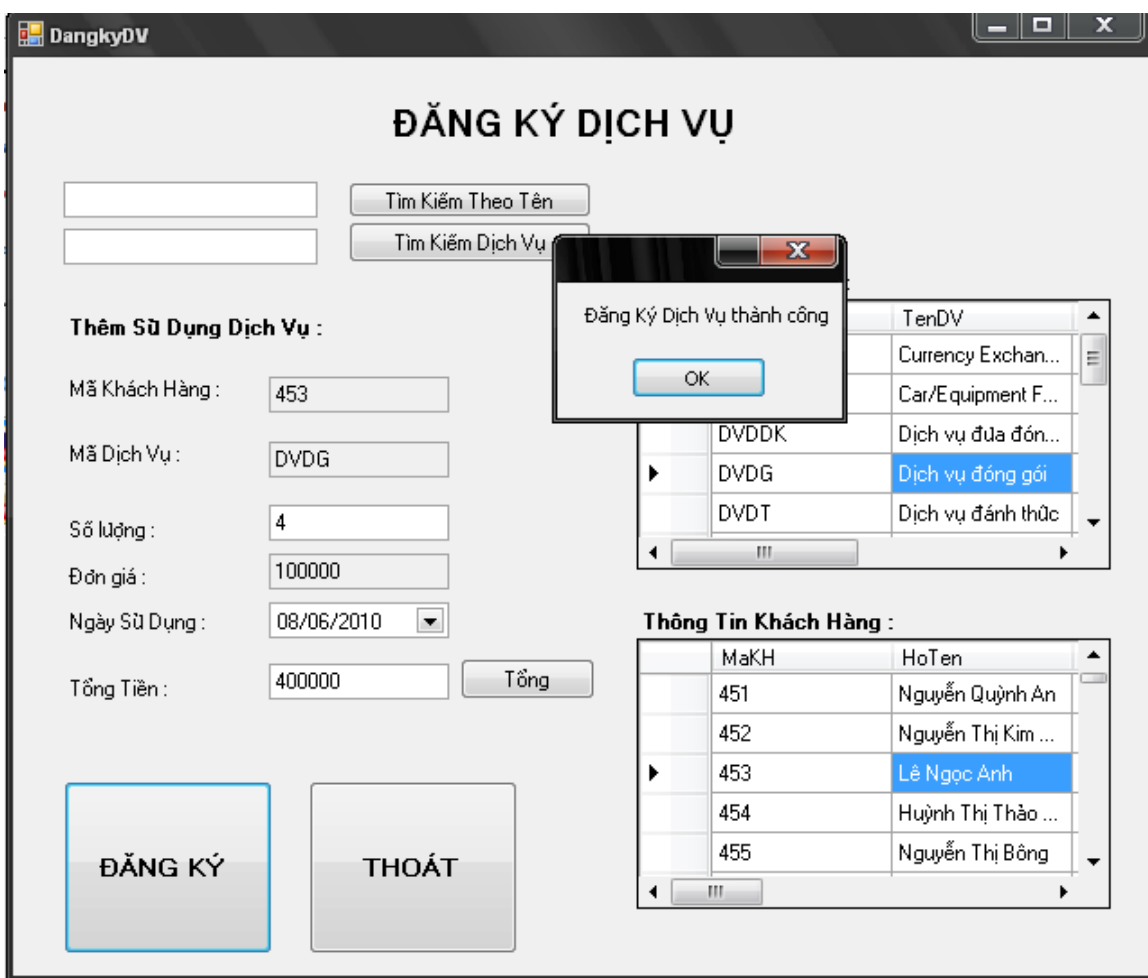 DangkyDV
ĐĂNG KÝ DỊCH VỤ
Tìm Kiếm Theo Tên
Tìm Kiếm Dịch Vụ
Đăng Ký Dịch Vụ thành công
OK
Thêm Sử Dụng Dịch Vụ :
Mã Khách Hàng : 453
Mã Dịch Vụ : DVDG
Số lượng : 4
Đơn giá : 100000
Ngày Sử Dụng : 08/06/2010
Tổng Tiền : 400000 Tổng
ĐĂNG KÝ THOÁT
TenDV
Currency Exchan...
Car/Equipment F...
DVDDK Dịch vụ đưa đón...
DVDG Dịch vụ đóng gói
DVDT Dịch vụ đánh thức
Thông Tin Khách Hàng :
MaKH HoTen
451 Nguyễn Quỳnh An
452 Nguyễn Thị Kim ...
453 Lê Ngọc Anh
454 Huỳnh Thị Thảo ...
455 Nguyễn Thị Bông